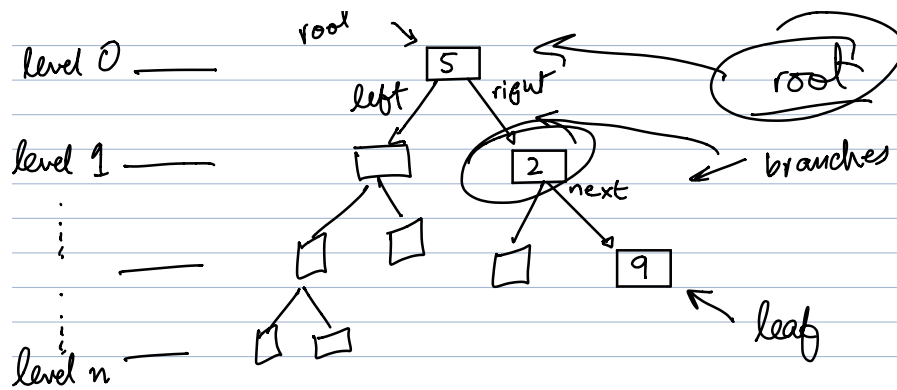 root
level 0
5
root
left
right
level 1
2
branches
next
9
leaf
level n